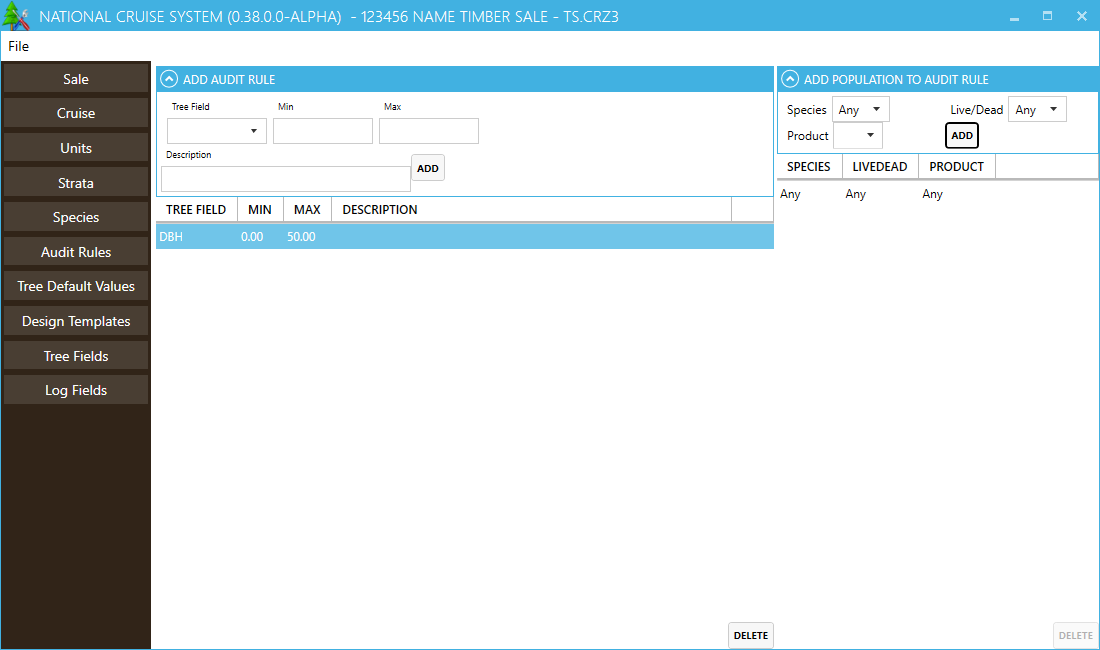 NATIONAL CRUISE SYSTEM (0.38.0.0-ALPHA) - 123456 NAME TIMBER SALE - TS.CRZ3
File
Sale
Cruise
Units
Strata
Species
Audit Rules
Tree Default Values
Design Templates
Tree Fields
Log Fields
ADD AUDIT RULE
Tree Field Min Max
Description
ADD
TREE FIELD MIN MAX DESCRIPTION
DBH 0.00 50.00
DELETE
ADD POPULATION TO AUDIT RULE
Species Any Live/Dead Any
Product ADD
SPECIES LIVEDEAD PRODUCT
Any Any Any
DELETE